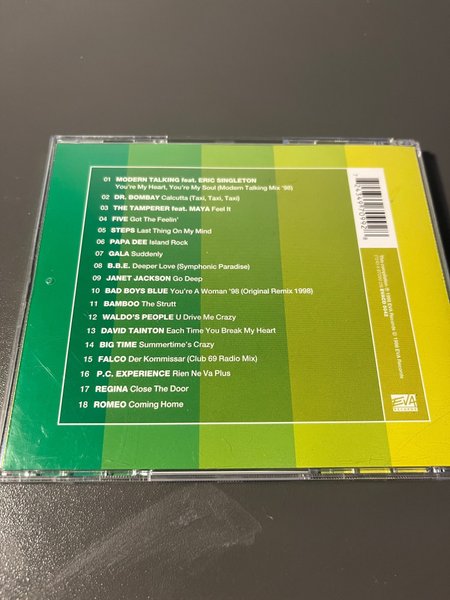 01 MODERN TALKING feat. ERIC SINGLETON
You're My Heart, You're My Soul (Modern Talking Mix '98)
02 DR. BOMBAY Calcutta (Taxi, Taxi, Taxi)
03 THE TAMPERER feat. MAYA Feel It
04 FIVE Got The Feelin'
05 STEPS Last Thing On My Mind
06 PAPA DEE Island Rock
07 GALA Suddenly
08 B.B.E. Deeper Love (Symphonic Paradise)
09 JANET JACKSON Go Deep
10 BAD BOYS BLUE You're A Woman '98 (Original Remix 1998)
11 BAMBOO The Strutt
12 WALDO'S PEOPLE U Drive Me Crazy
13 DAVID TAINTON Each Time You Break My Heart
14 BIG TIME Summertime's Crazy
15 FALCO Der Kommissar (Club 69 Radio Mix)
16 P.C. EXPERIENCE Rien Ne Va Plus
17 REGINA Close The Door
18 ROMEO Coming Home
EVA
RECORDS